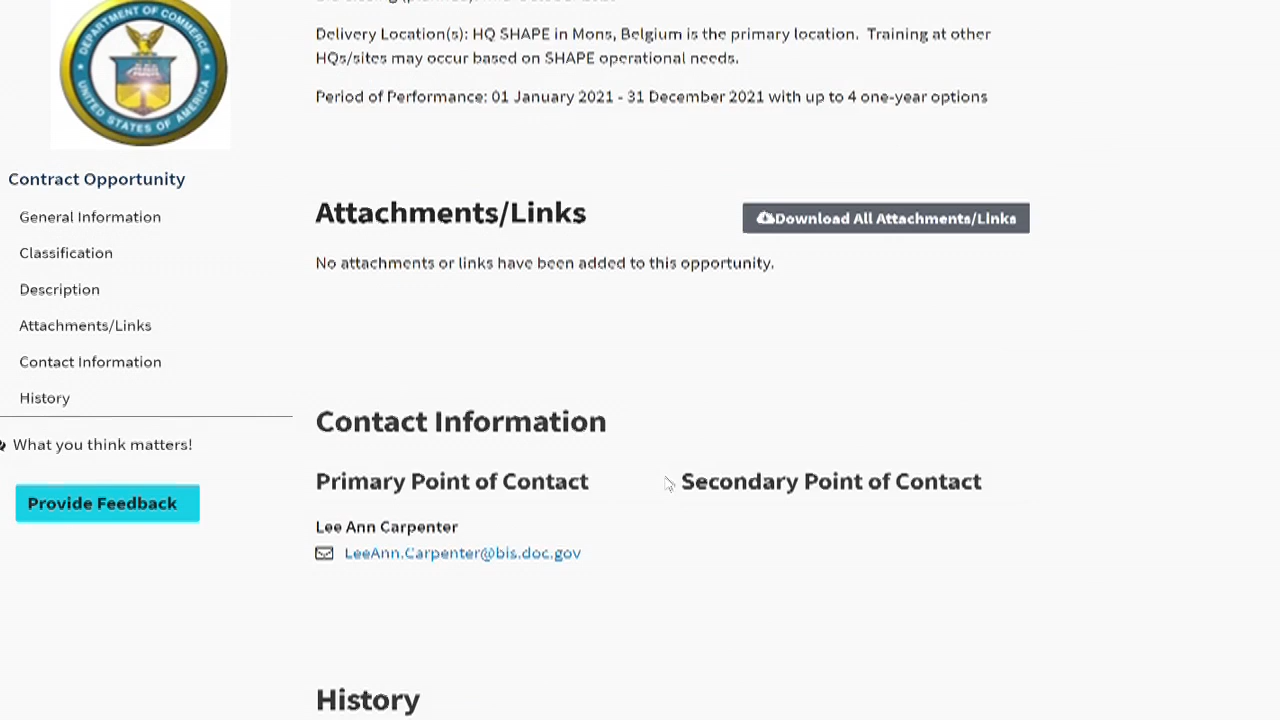 DEPARTMENT OF COMMERCE
UNITED STATES OF AMERICA
Delivery Location(s): HQ SHAPE in Mons, Belgium is the primary location. Training at other
HQs/sites may occur based on SHAPE operational needs.
Period of Performance: 01 January 2021 - 31 December 2021 with up to 4 one-year options
Contract Opportunity
General Information
Classification
Description
Attachments/Links
Contact Information
History
What you think matters!
Provide Feedback
Attachments/Links
Download All Attachments/Links
No attachments or links have been added to this opportunity.
Contact Information
Primary Point of Contact
Secondary Point of Contact
Lee Ann Carpenter
LeeAnn.Carpenter@bis.doc.gov
History